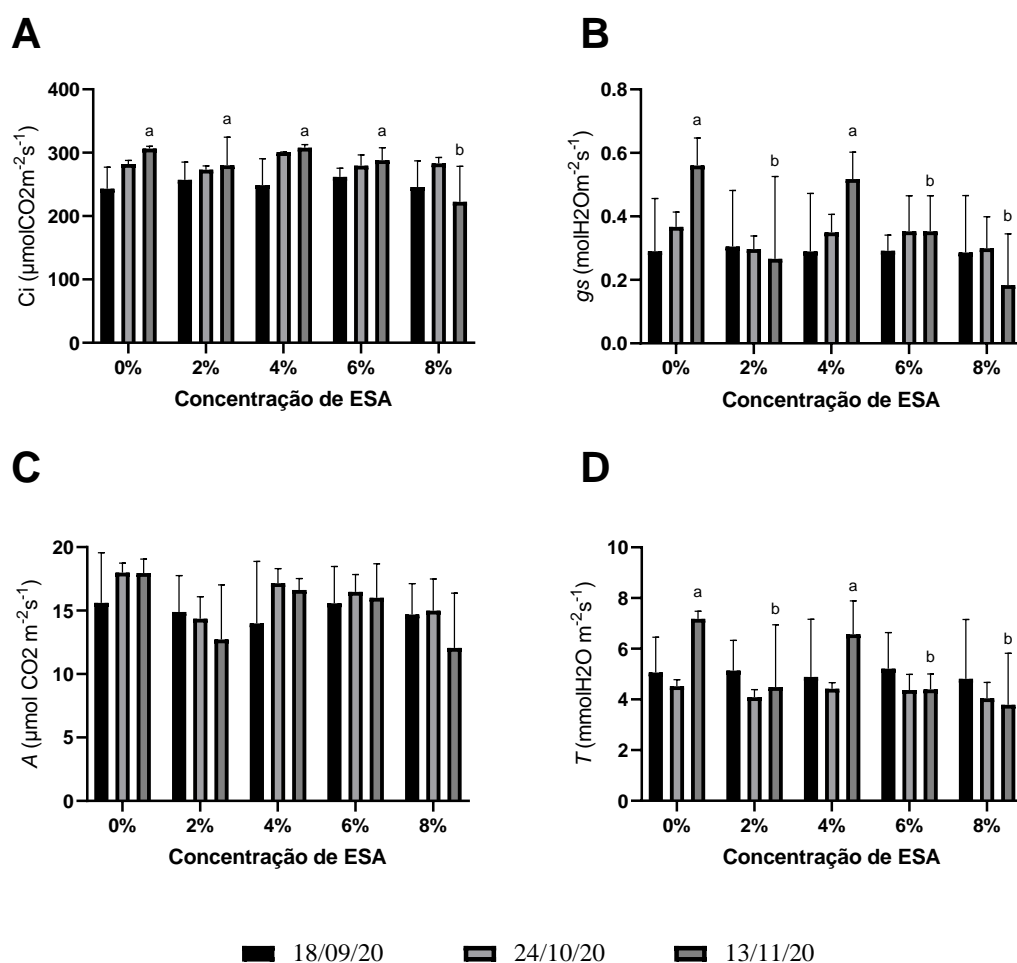 A
B
400
300
200
100
0
Ci (µmolCO2m⁻²s⁻¹)
a
a
a
a
b
0%
2%
4%
6%
8%
Concentração de ESA
0.8
0.6
0.4
0.2
0.0
gs (molH2Om⁻²s⁻¹)
a
b
a
b
b
0%
2%
4%
6%
8%
Concentração de ESA
C
D
20
15
10
5
0
A (µmol CO2 m⁻²s⁻¹)
0%
2%
4%
6%
8%
Concentração de ESA
10
8
6
4
2
0
T (mmolH2O m⁻²s⁻¹)
a
b
a
b
b
0%
2%
4%
6%
8%
Concentração de ESA
18/09/20
24/10/20
13/11/20